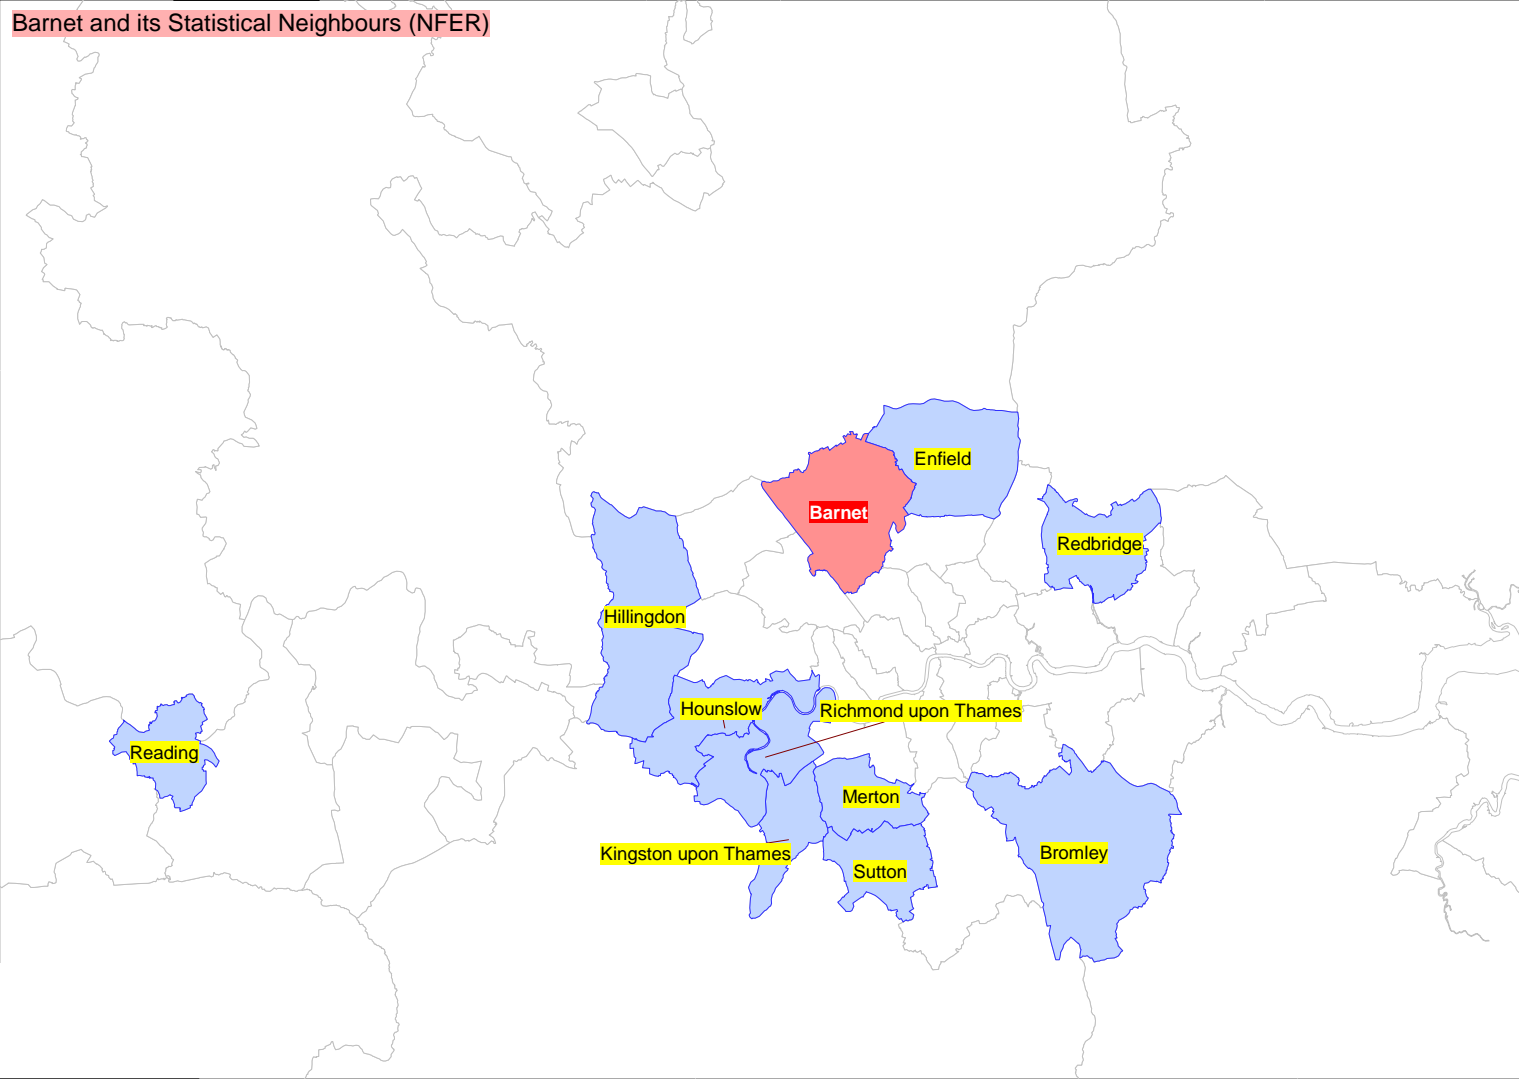 Barnet and its Statistical Neighbours (NFER)
Enfield
Barnet
Redbridge
Hillingdon
Hounslow
Richmond upon Thames
Reading
Merton
Kingston upon Thames
Bromley
Sutton